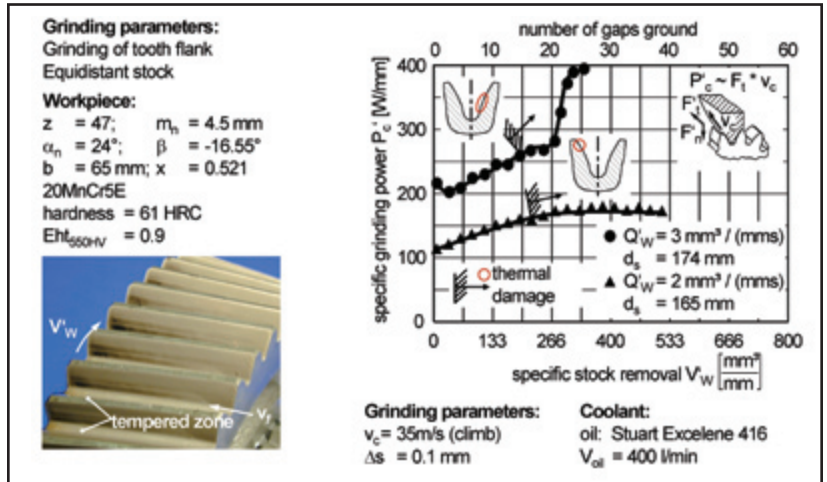 Grinding parameters:
Grinding of tooth flank
Equidistant stock
Workpiece:
z = 47; mₙ = 4.5 mm
αₙ = 24°; β = -16.55°
b = 65 mm; x = 0.521
20MnCr5E
hardness = 61 HRC
Eht₅₅₀HV = 0.9
V'W
tempered zone
vf
number of gaps ground
0 10 20 30 40 50 60
specific grinding power Pc' [W/mm]
400
300
200
100
0
P'c ~ Ft * vc
F't
vc
F'n
thermal
damage
Q'W = 3 mm³ / (mms)
ds = 174 mm
Q'W = 2 mm³ / (mms)
ds = 165 mm
0 133 266 400 533 666 800
specific stock removal V'W [mm³/mm]
Grinding parameters:
vc = 35m/s (climb)
Δs = 0.1 mm
Coolant:
oil: Stuart Excelene 416
Voil = 400 l/min